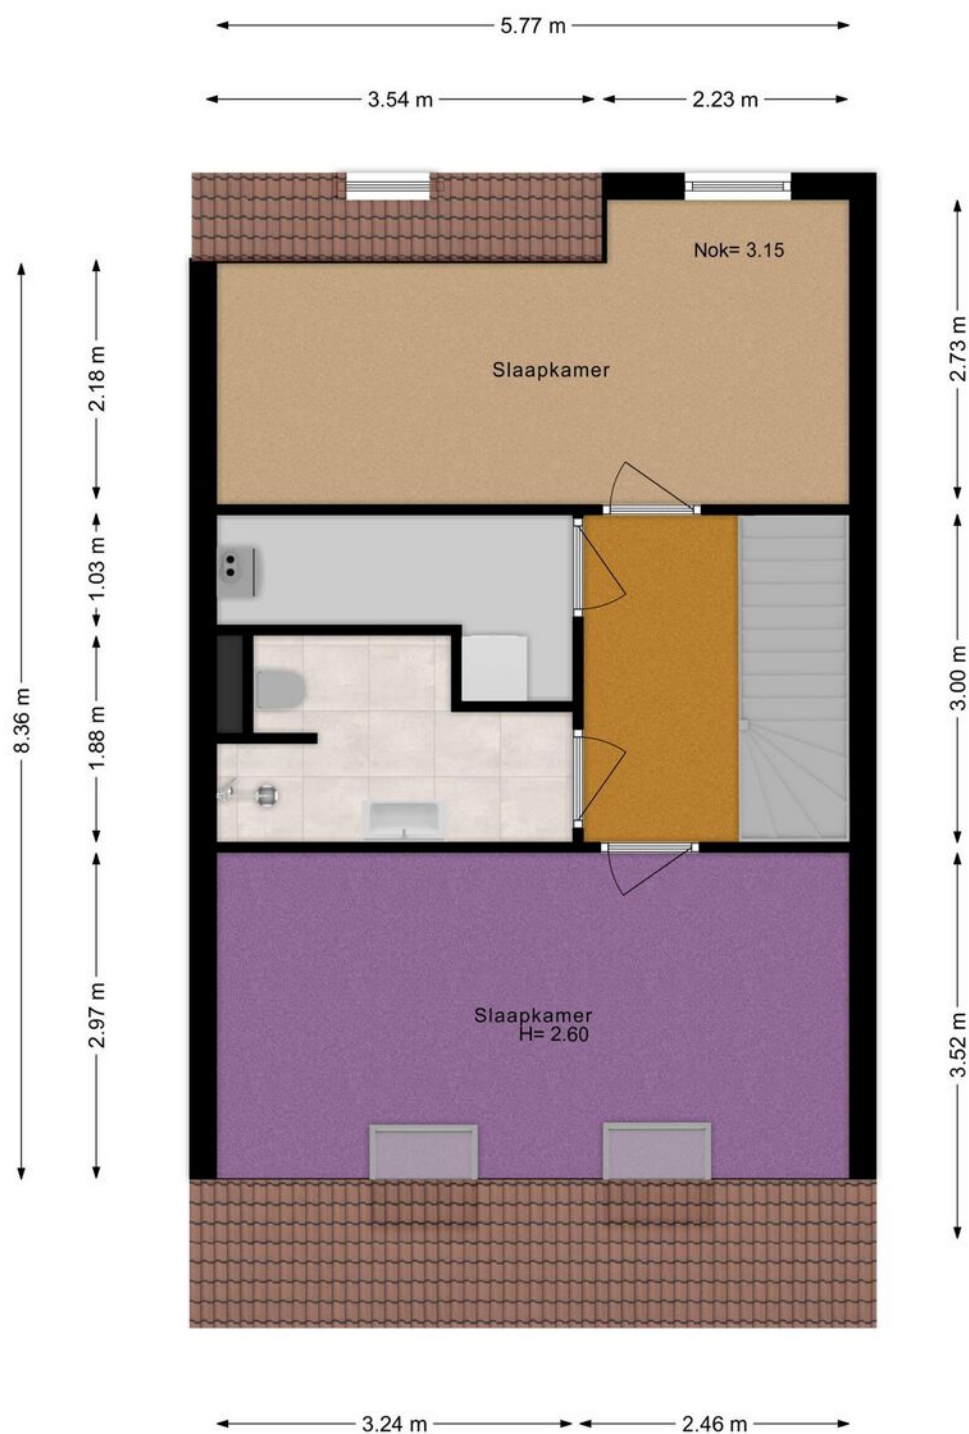 5.77 m
3.54 m
2.23 m
Nok= 3.15
Slaapkamer
2.18 m
2.73 m
1.03 m
3.00 m
8.36 m
1.88 m
2.97 m
Slaapkamer
H= 2.60
3.52 m
3.24 m
2.46 m